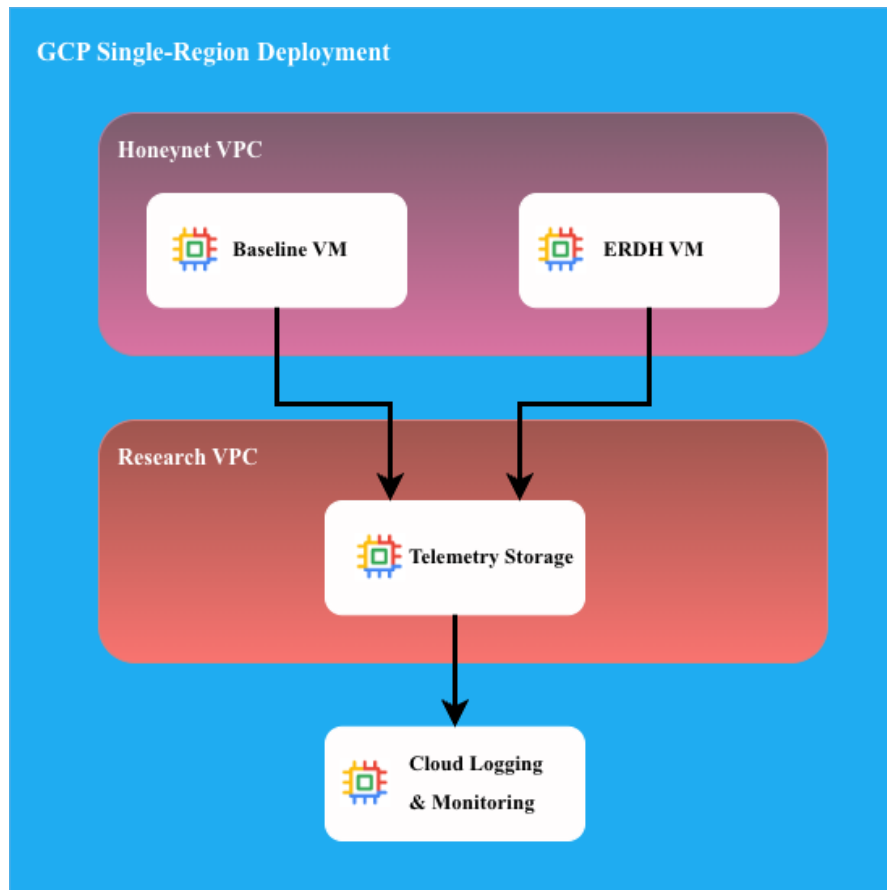 GCP Single-Region Deployment
Honeynet VPC
Baseline VM
ERDH VM
Research VPC
Telemetry Storage
Cloud Logging
& Monitoring